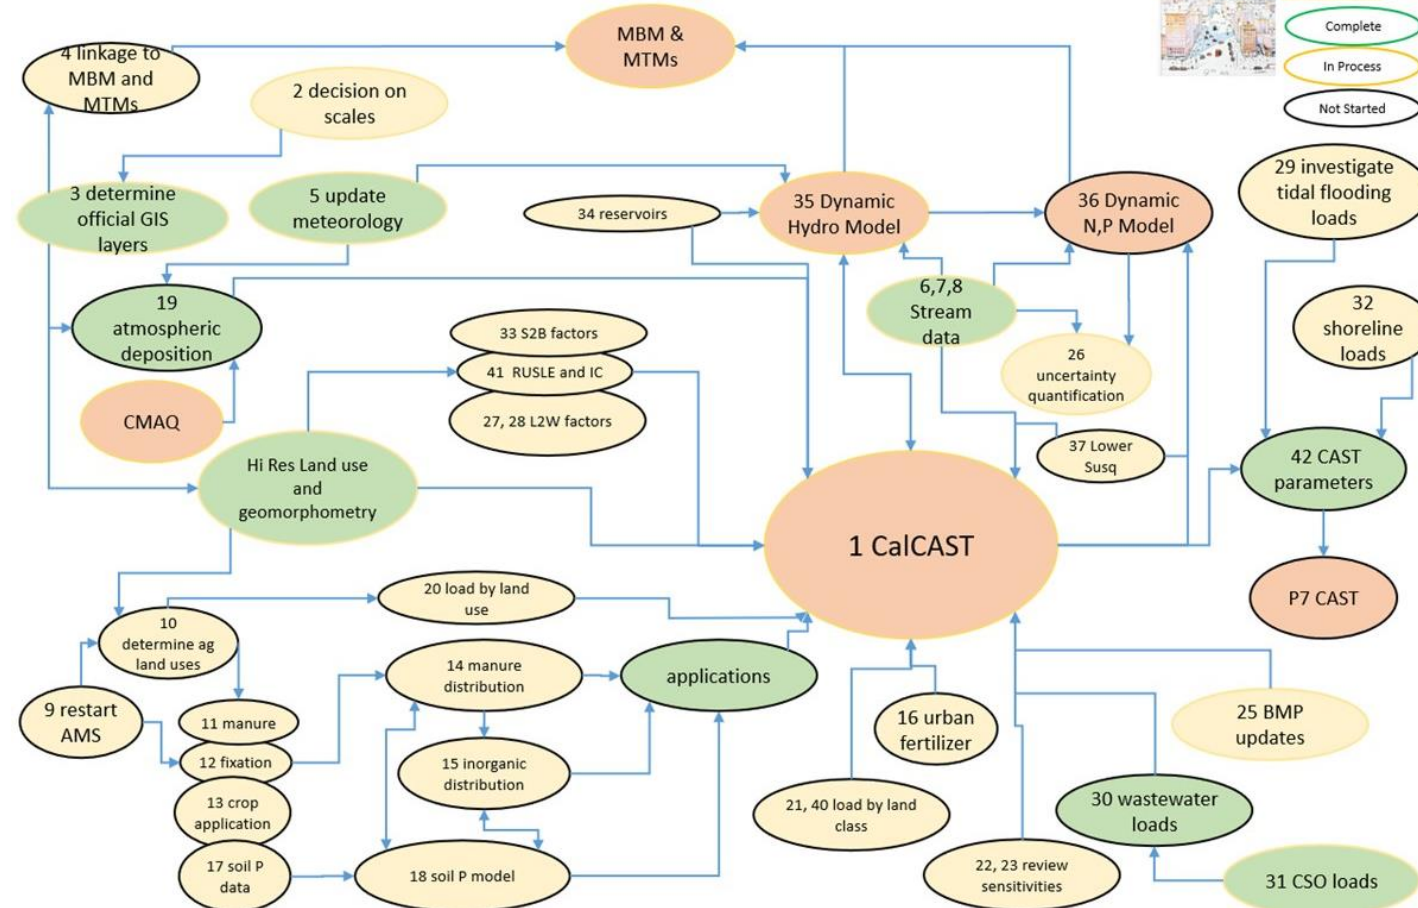 MBM &
MTMs
Complete
In Process
Not Started
4 linkage to
MBM and
MTMs
2 decision on
scales
3 determine
official GIS
layers
5 update
meteorology
34 reservoirs
35 Dynamic
Hydro Model
36 Dynamic
N,P Model
29 investigate
tidal flooding
loads
19
atmospheric
deposition
6,7,8
Stream
data
32
shoreline
loads
33 S2B factors
41 RUSLE and IC
27, 28 L2W factors
26
uncertainty
quantification
CMAQ
Hi Res Land use
and
geomorphometry
37 Lower
Susq
42 CAST
parameters
1 CalCAST
P7 CAST
20 load by land
use
10
determine ag
land uses
14 manure
distribution
applications
9 restart
AMS
11 manure
12 fixation
13 crop
application
17 soil P
data
15 inorganic
distribution
18 soil P model
16 urban
fertilizer
21, 40 load by land
class
22, 23 review
sensitivities
25 BMP
updates
30 wastewater
loads
31 CSO loads